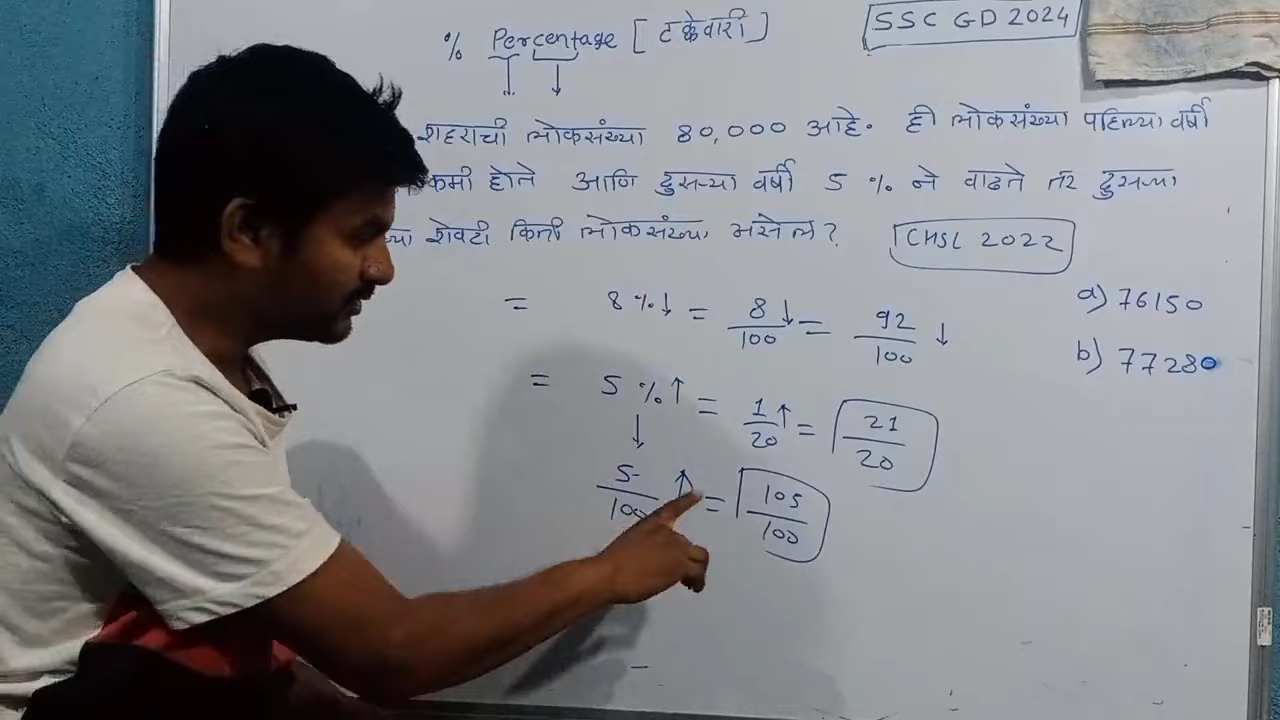 % Percentage [ टक्केवारी ]
SSC GD 2024
शहराची लोकसंख्या 80,000 आहे. ही लोकसंख्या पहिल्या वर्षी
कमी होते आणि दुसऱ्या वर्षी 5 % ने वाढते तर दुसऱ्या
शेवटी किती लोकसंख्या असेल?
CHSL 2022
= 8 %↓ = 8/100 ↓ = 92/100 ↓
a) 76150
b) 77280
= 5 %↑ = 1/20 ↑ = 21/20
↓
5/100 ↑ = 105/100